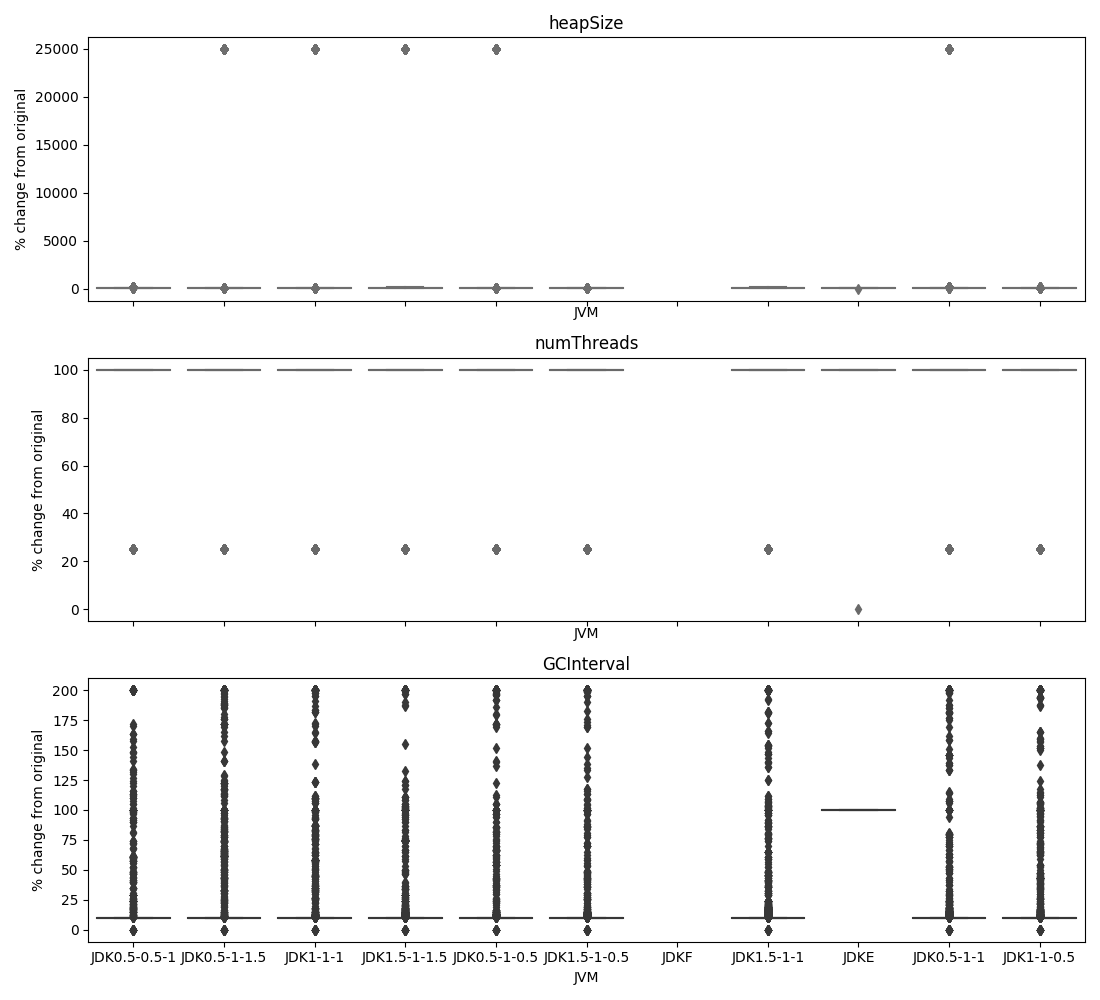 heapSize
% change from original
25000
20000
15000
10000
5000
0
JVM
numThreads
% change from original
100
80
60
40
20
0
JVM
GCInterval
% change from original
200
175
150
125
100
75
50
25
0
JDK0.5-0.5-1 JDK0.5-1-1.5 JDK1-1-1 JDK1.5-1-1.5 JDK0.5-1-0.5 JDK1.5-1-0.5 JDKF JDK1.5-1-1 JDKE JDK0.5-1-1 JDK1-1-0.5
JVM